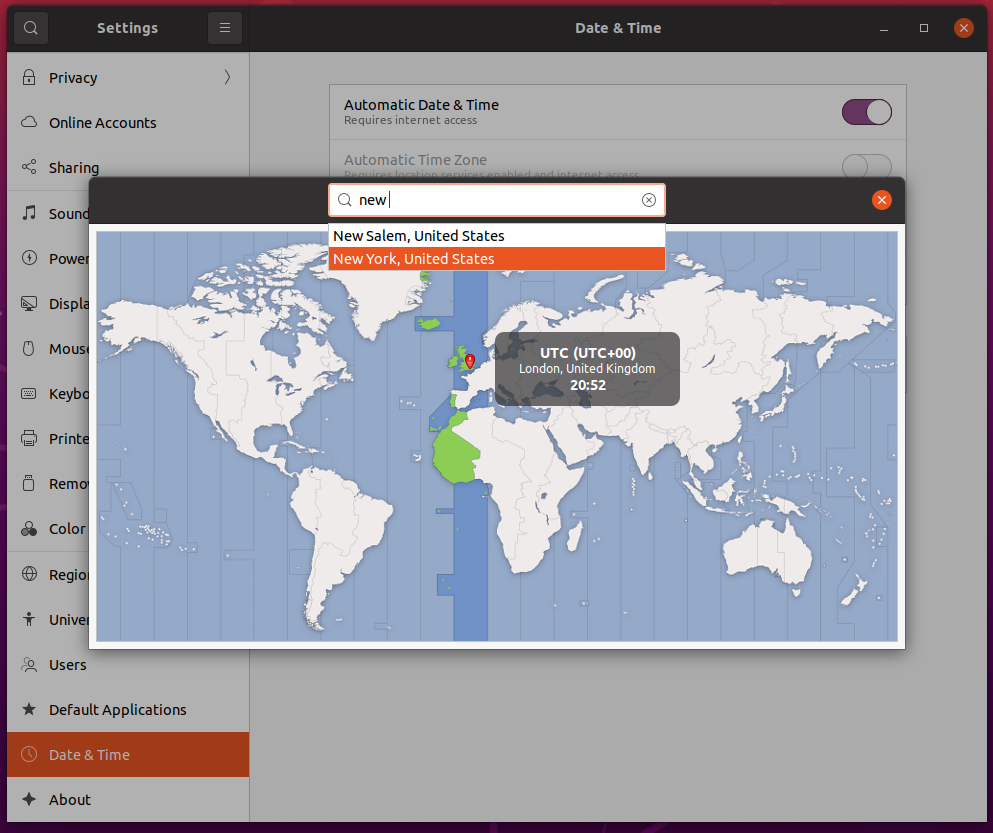 Settings
Date & Time
Privacy
Online Accounts
Sharing
Sound
Power
Displa
Mouse
Keybo
Printe
Remov
Color
Region
Univer
Users
Default Applications
Date & Time
About
Automatic Date & Time
Requires internet access
Automatic Time Zone
Requires location services enabled and internet access
new
New Salem, United States
New York, United States
UTC (UTC+00)
London, United Kingdom
20:52